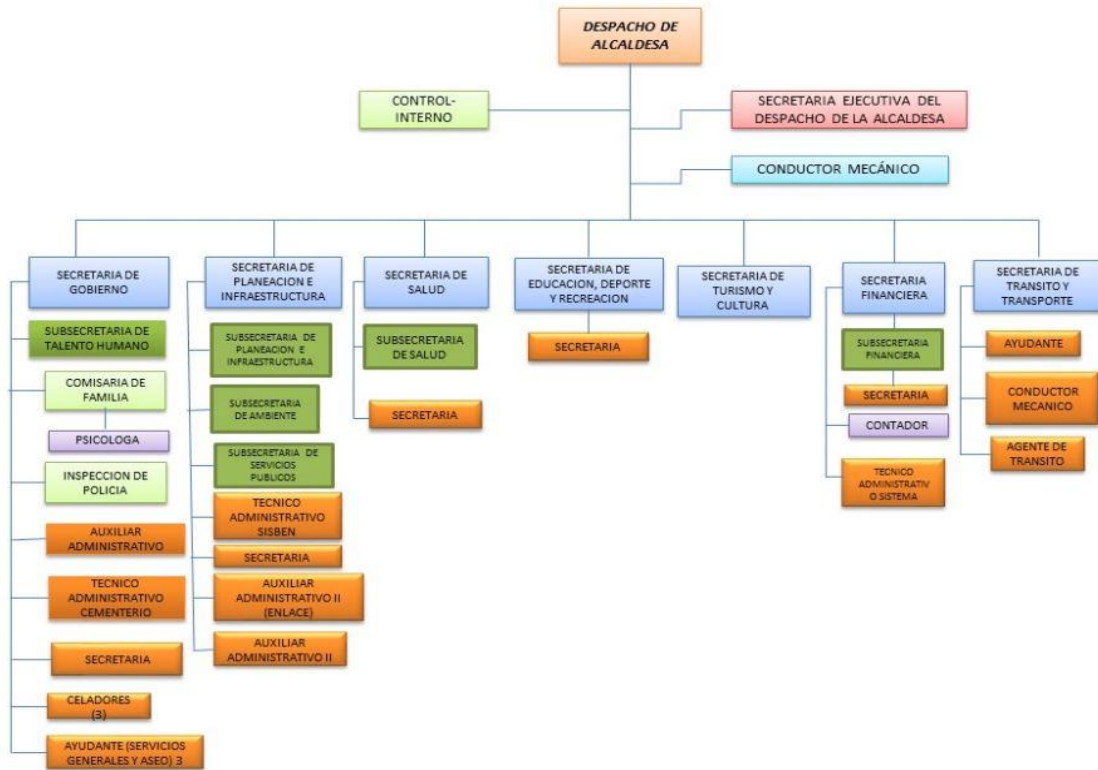 DESPACHO DE
ALCALDESA
CONTROL-
INTERNO
SECRETARIA EJECUTIVA DEL
DESPACHO DE LA ALCALDESA
CONDUCTOR MECÁNICO
SECRETARIA DE
GOBIERNO
SUBSECRETARIA DE
TALENTO HUMANO
COMISARIA DE
FAMILIA
PSICOLOGA
INSPECCION DE
POLICIA
AUXILIAR
ADMINISTRATIVO
TECNICO
ADMINISTRATIVO
CEMENTERIO
SECRETARIA
CELADORES
(3)
AYUDANTE (SERVICIOS
GENERALES Y ASEO) 3
SECRETARIA DE
PLANEACION E
INFRAESTRUCTURA
SUBSECRETARIA DE
PLANEACION E
INFRAESTRUCTURA
SUBSECRETARIA
DE AMBIENTE
SUBSECRETARIA DE
SERVICIOS
PUBLICOS
TECNICO
ADMINISTRATIVO
SISBEN
SECRETARIA
AUXILIAR
ADMINISTRATIVO II
(ENLACE)
AUXILIAR
ADMINISTRATIVO II
SECRETARIA DE
SALUD
SUBSECRETARIA
DE SALUD
SECRETARIA
SECRETARIA DE
EDUCACION, DEPORTE
Y RECREACION
SECRETARIA
SECRETARIA DE
TURISMO Y
CULTURA
SECRETARIA
FINANCIERA
SUBSECRETARIA
FINANCIERA
SECRETARIA
CONTADOR
TECNICO
ADMINISTRATIV
O SISTEMA
SECRETARIA DE
TRANSITO Y
TRANSPORTE
AYUDANTE
CONDUCTOR
MECANICO
AGENTE DE
TRANSITO